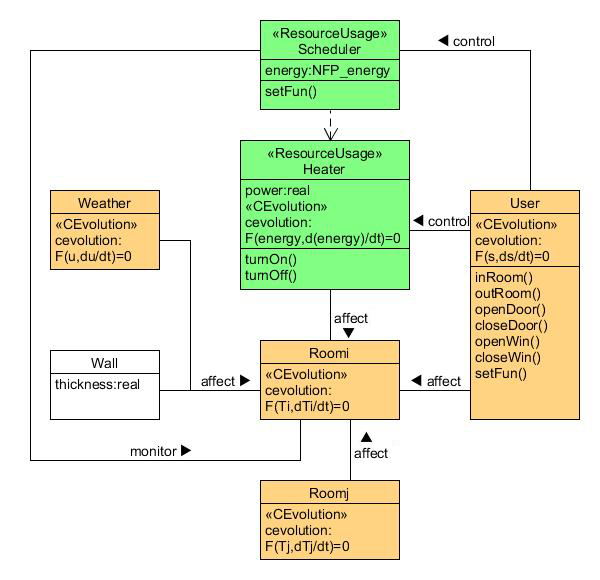 «ResourceUsage»
Scheduler
energy:NFP_energy
setFun()
◀ control
«ResourceUsage»
Heater
power:real
«CEvolution»
cevolution:
F(energy,d(energy)/dt)=0
turnOn()
turnOff()
Weather
«CEvolution»
cevolution:
F(u,du/dt)=0
◀ control
User
«CEvolution»
cevolution:
F(s,ds/dt)=0
inRoom()
outRoom()
openDoor()
closeDoor()
openWin()
closeWin()
setFun()
affect
▼
Wall
thickness:real
affect ▶
Roomi
«CEvolution»
cevolution:
F(Ti,dTi/dt)=0
◀ affect
monitor ▶
▲
affect
Roomj
«CEvolution»
cevolution:
F(Tj,dTj/dt)=0